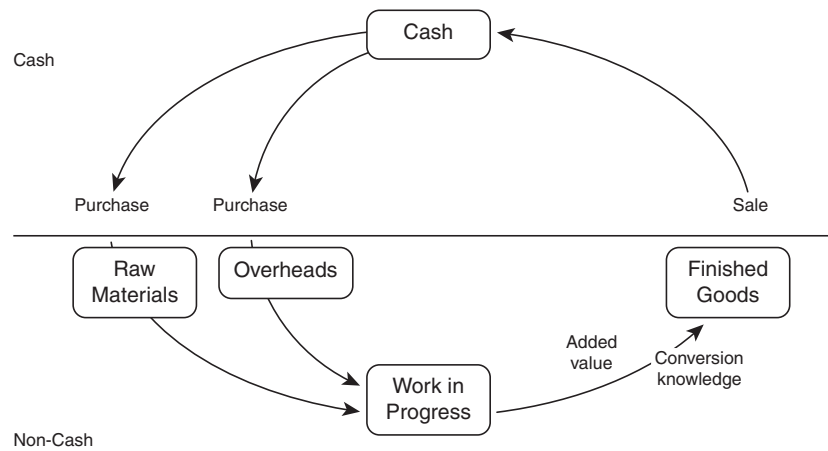 Cash
Cash
Purchase
Purchase
Sale
Raw
Materials
Overheads
Finished
Goods
Added
value
Conversion
knowledge
Work in
Progress
Non-Cash